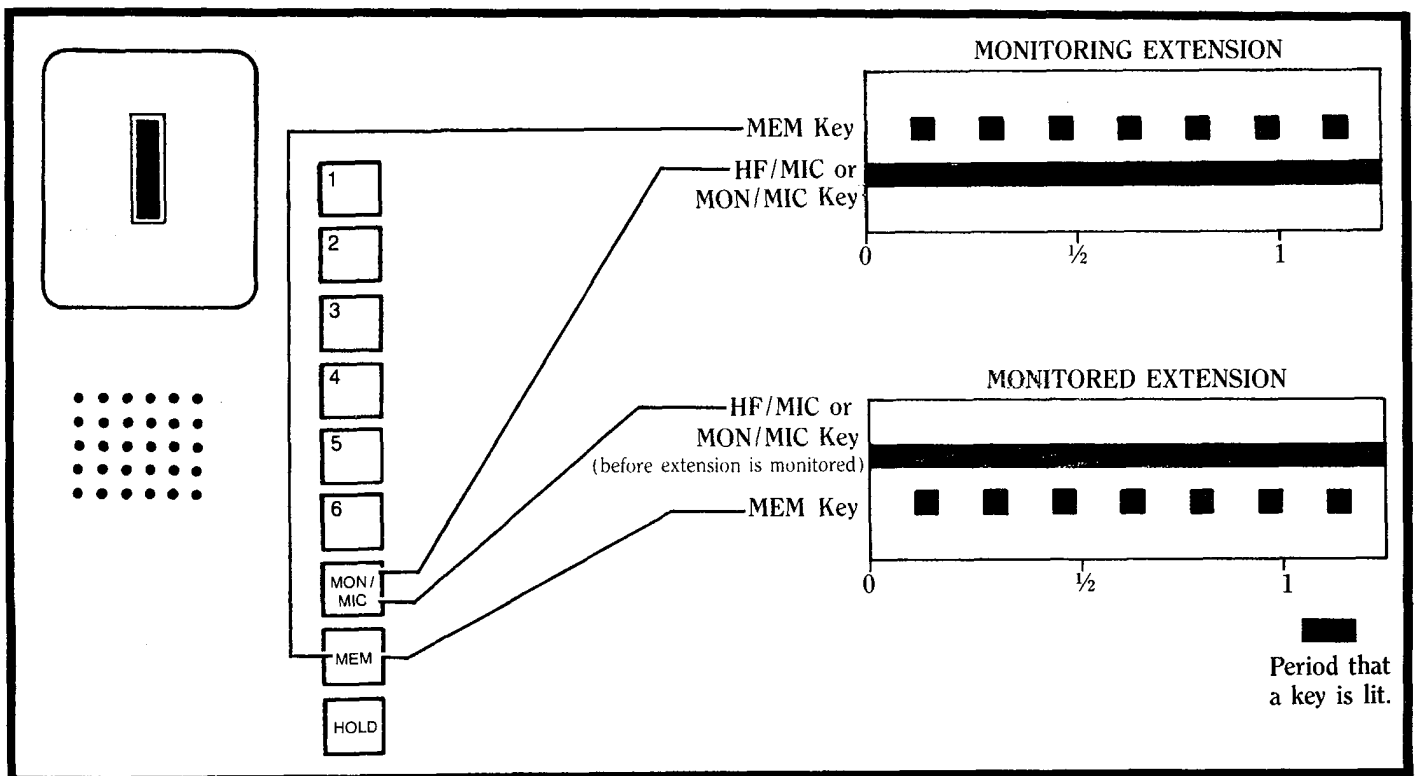 MONITORING EXTENSION
MEM Key
HF/MIC or
MON/MIC Key
0 ½ 1
1
2
3
4
5
6
MON/
MIC
MEM
HOLD
MONITORED EXTENSION
HF/MIC or
MON/MIC Key
(before extension is monitored)
MEM Key
0 ½ 1
Period that
a key is lit.